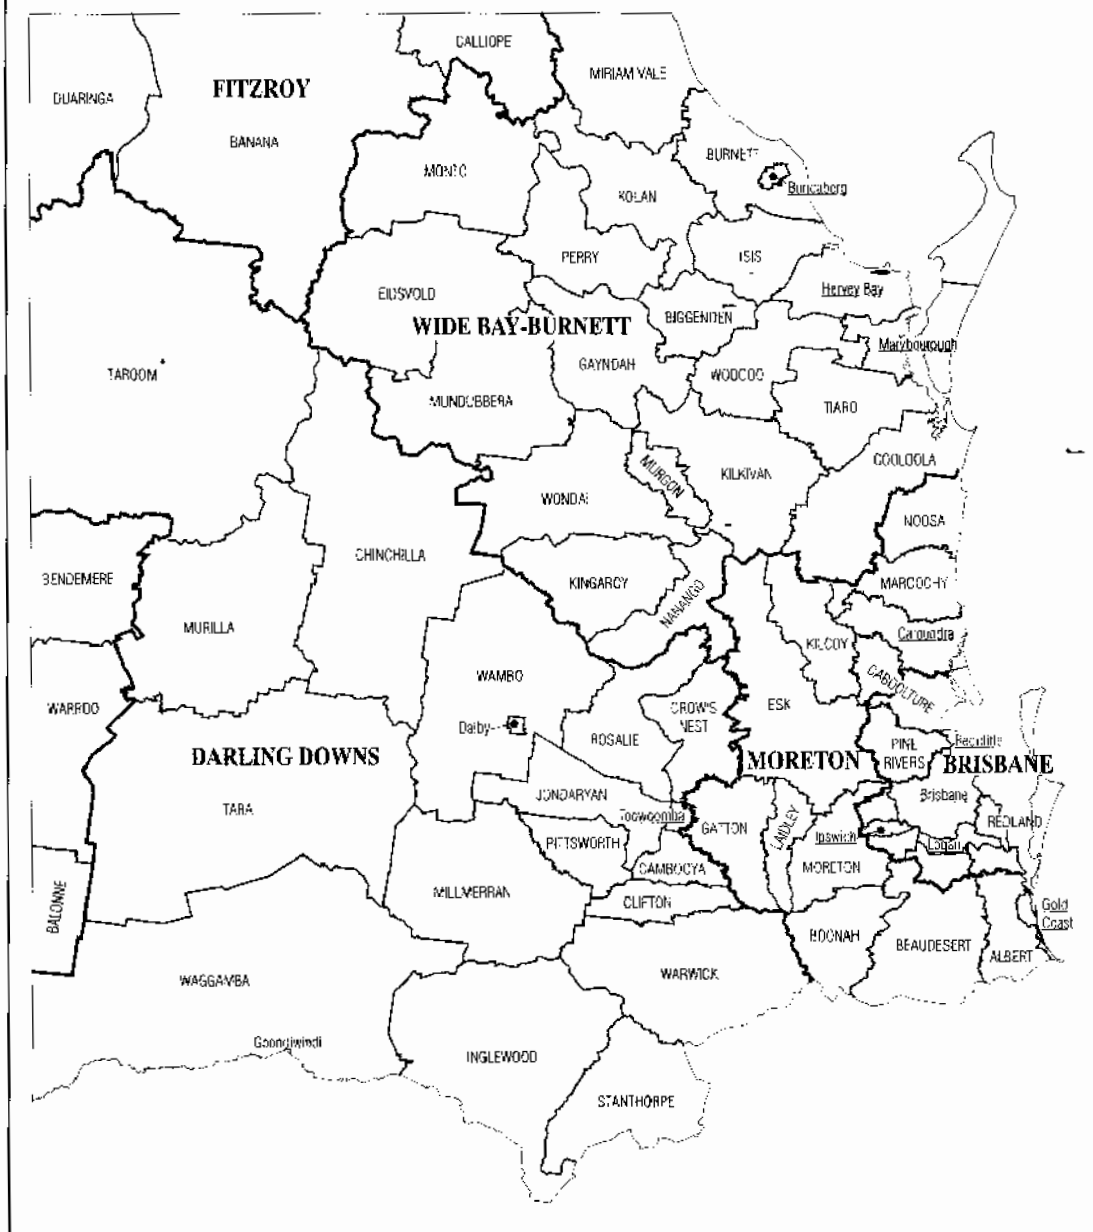 CALLIOPE
MIRIAM VALE
DUARINGA
FITZROY
BANANA
BURNETT
MONTO
KOLAN
Bundaberg
PERRY
ISIS
EIDSVOLD
Hervey Bay
WIDE BAY-BURNETT
BIGGENDEN
Marybourough
TAROOM
GAYNDAH
WOOCOO
MUNDUBBERA
TIARO
COOLOOLA
MURGON
KILKIVAN
WONDAI
NOOSA
CHINCHILLA
BENDEMERE
KINGAROY
MAROCHY
NANANGO
MURILLA
Caloundra
KILCOY
WAMBO
CABOOLTURE
WARROO
CROW'S
NEST
ESK
Dalby
ROSALIE
PINE
RIVERS
Redcliffe
DARLING DOWNS
MORETON
BRISBANE
JONDARYAN
Brisbane
TARA
Toowoomba
GATTON
LAIDLEY
Ipswich
REDLAND
PITTSWORTH
Logan
CAMBOOYA
MORETON
BALONNE
MILLMERRAN
CLIFTON
Gold
Coast
BOONAH
BEAUDESERT
ALBERT
WAGGAMBA
WARWICK
Goondiwindi
INGLEWOOD
STANTHORPE